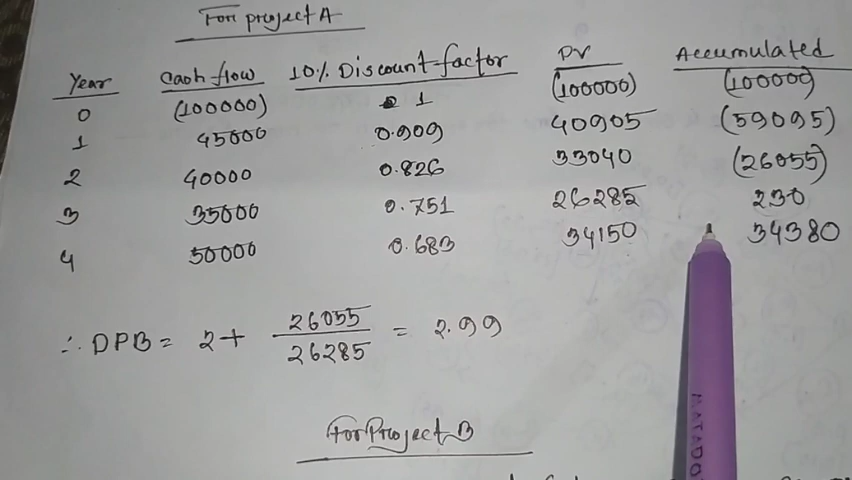 For project A
Year Cash flow 10% Discount factor PV Accumulated
0 (100000) 1 (100000) (100000)
1 45000 0.909 40905 (59095)
2 40000 0.826 33040 (26055)
3 35000 0.751 26285 230
4 50000 0.683 34150 34380
∴ DPB = 2 + 26055/26285 = 2.99
For Project B
MATADO